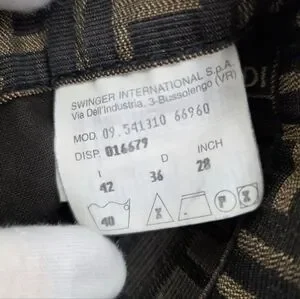 SWINGER INTERNATIONAL S.p.A.
Via Dell'Industria, 3-Bussolengo (VR)
MOD. 09.541310 66960
DISP. 016679
I D INCH
42 36 28
40 P